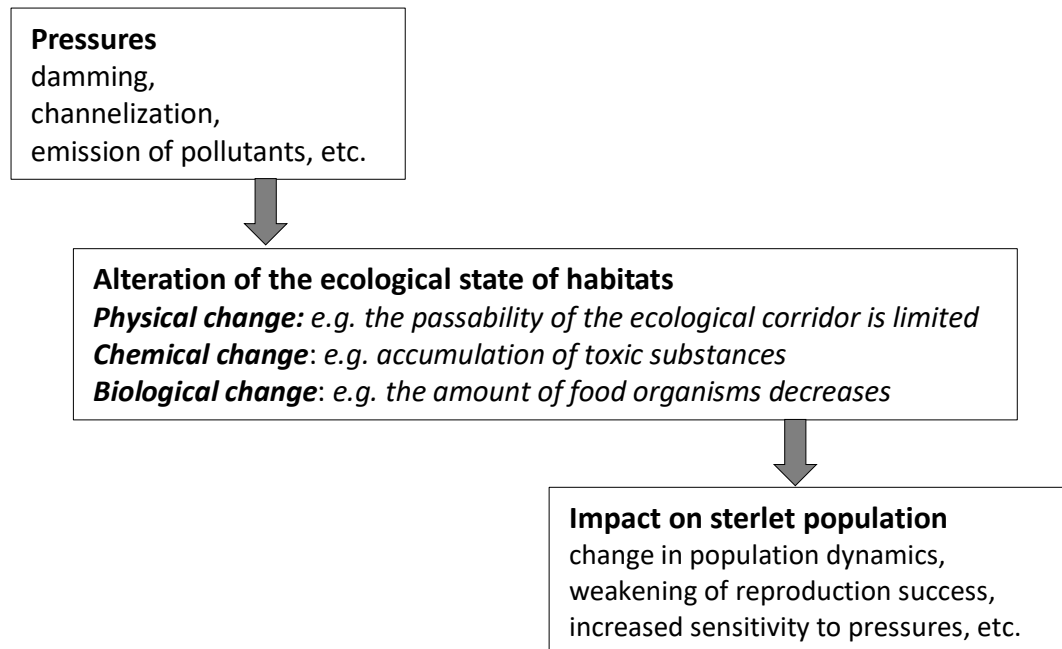 Pressures
damming,
channelization,
emission of pollutants, etc.
Alteration of the ecological state of habitats
Physical change: e.g. the passability of the ecological corridor is limited
Chemical change: e.g. accumulation of toxic substances
Biological change: e.g. the amount of food organisms decreases
Impact on sterlet population
change in population dynamics,
weakening of reproduction success,
increased sensitivity to pressures, etc.